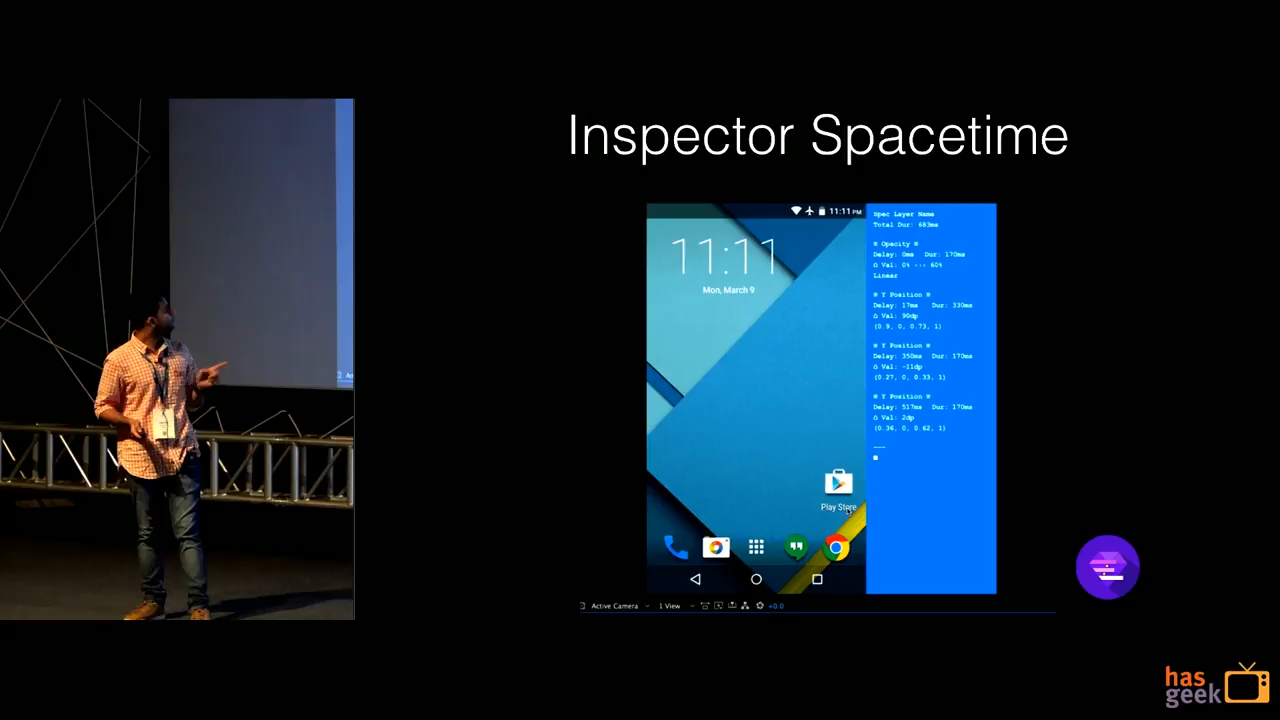 Inspector Spacetime
11:11 PM
11:11
Mon, March 9
Play Store
Spec Layer Name
Total Dur: 683ms
Opacity
Delay: 0ms Dur: 170ms
Val: 0% 60%
Linear
Y Position
Delay: 17ms Dur: 330ms
Val: 90dp
(0.9, 0, 0.73, 1)
Y Position
Delay: 350ms Dur: 170ms
Val: -11dp
(0.27, 0, 0.33, 1)
Y Position
Delay: 517ms Dur: 170ms
Val: 2dp
(0.36, 0, 0.62, 1)
---
Active Camera 1 View +0.0
has
geek